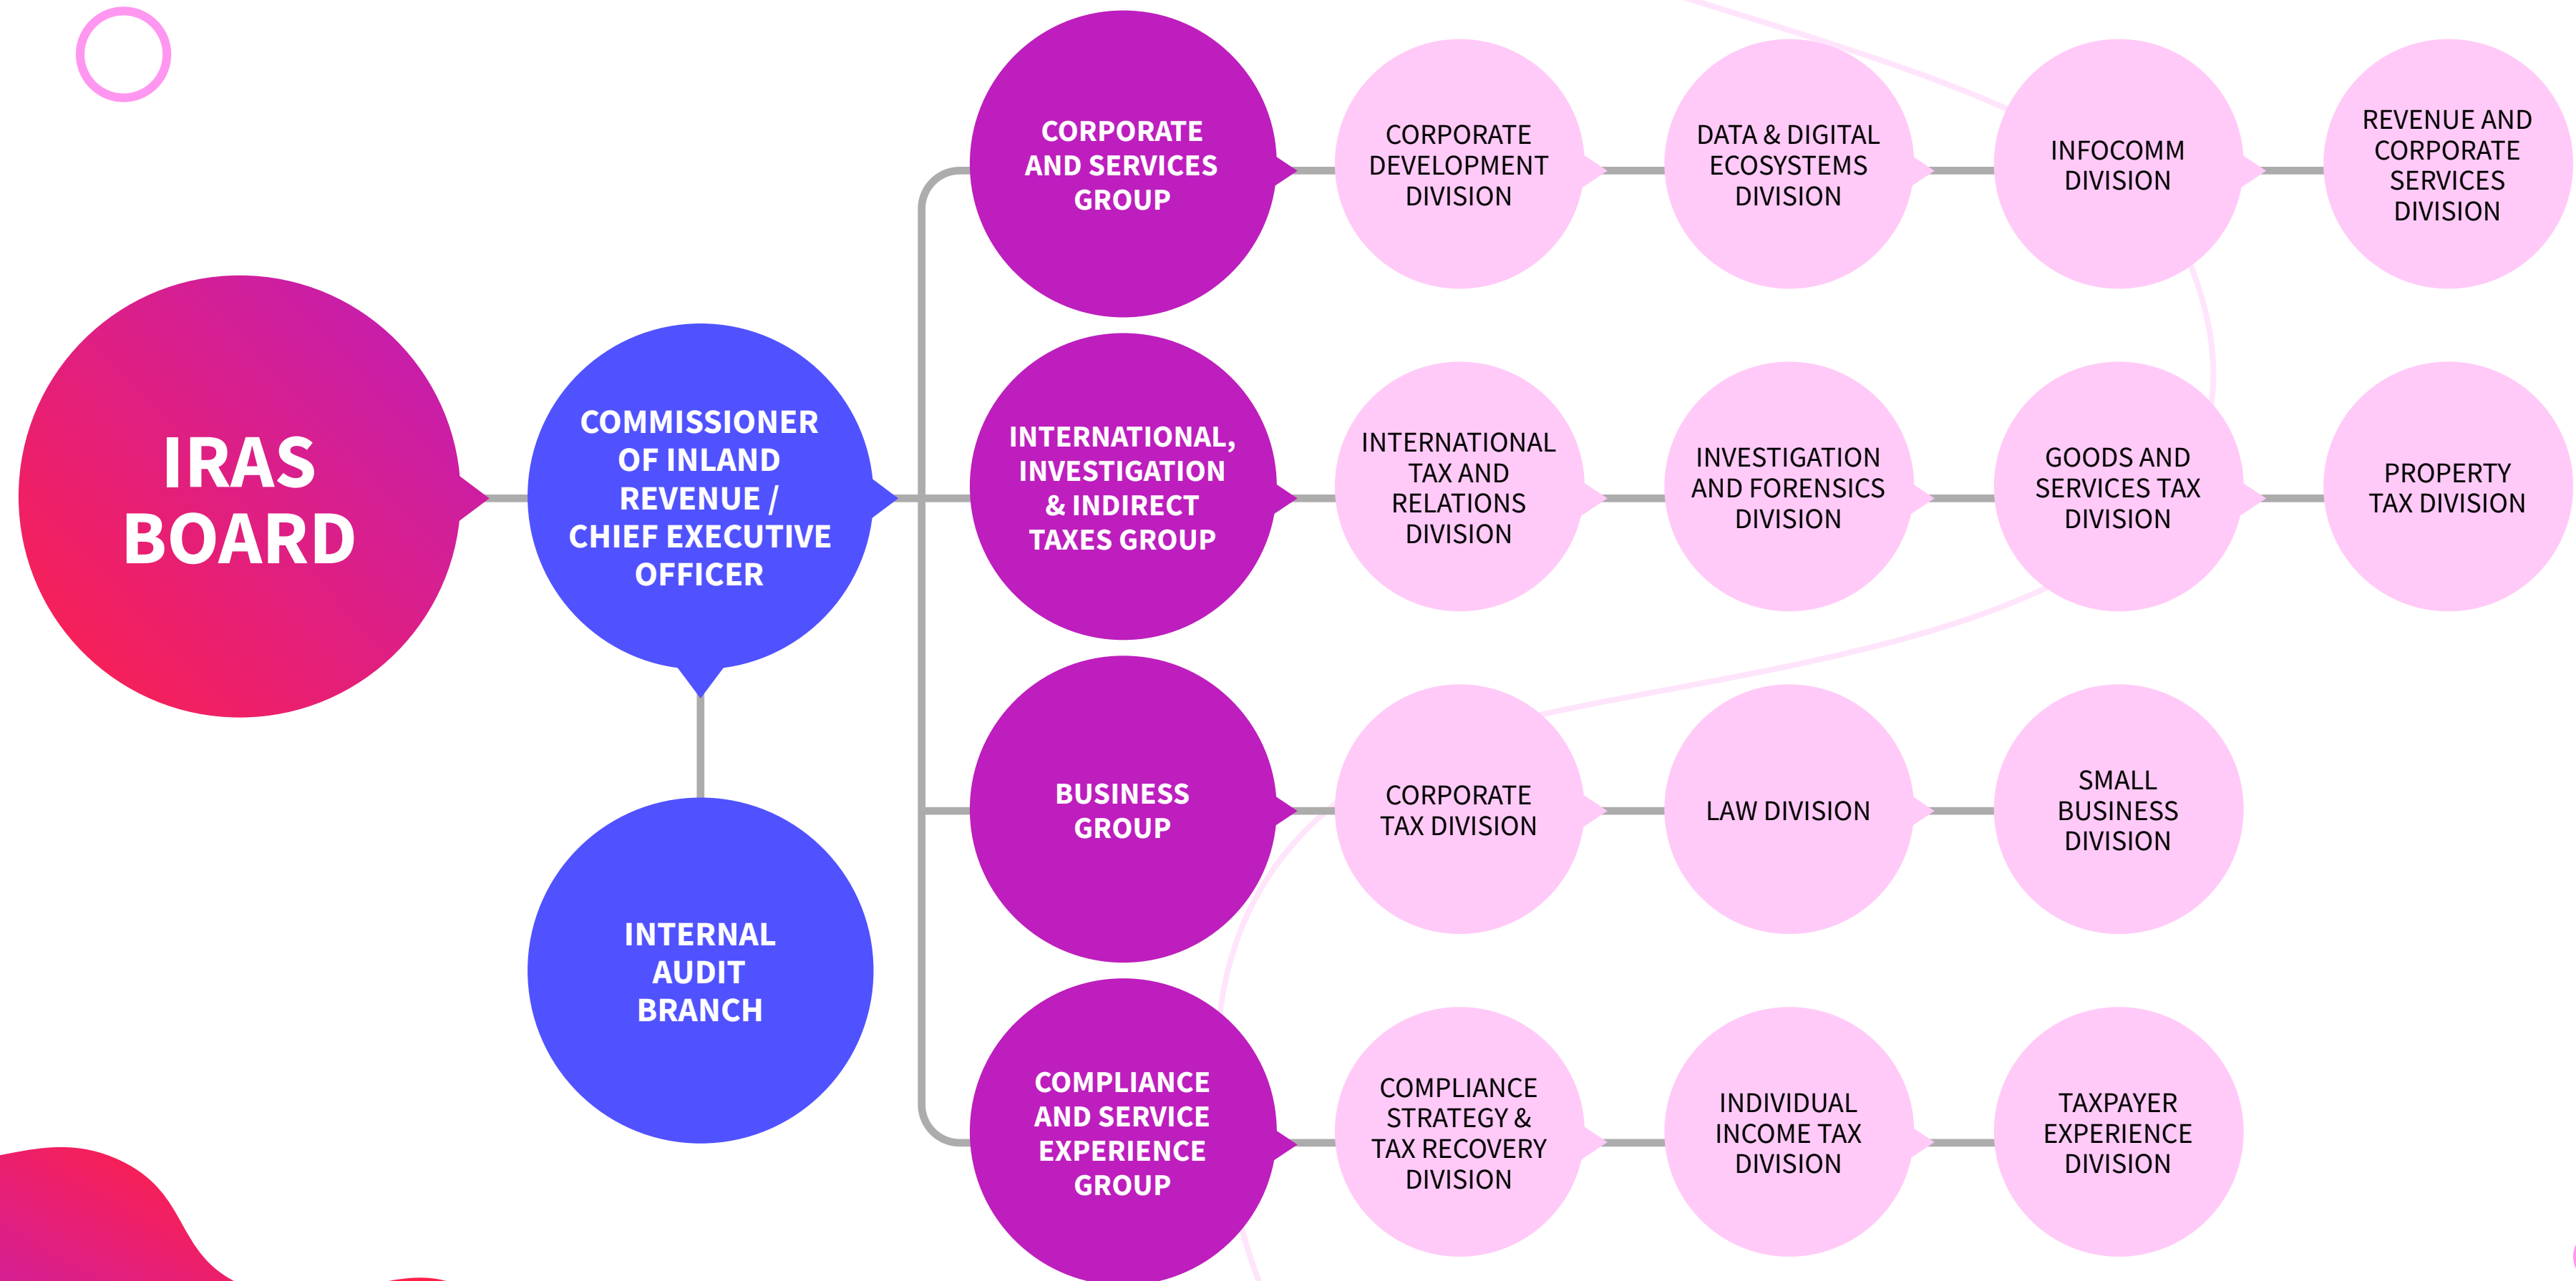 IRAS
BOARD
COMMISSIONER
OF INLAND
REVENUE /
CHIEF EXECUTIVE
OFFICER
INTERNAL
AUDIT
BRANCH
CORPORATE
AND SERVICES
GROUP
CORPORATE
DEVELOPMENT
DIVISION
DATA & DIGITAL
ECOSYSTEMS
DIVISION
INFOCOMM
DIVISION
REVENUE AND
CORPORATE
SERVICES
DIVISION
INTERNATIONAL,
INVESTIGATION
& INDIRECT
TAXES GROUP
INTERNATIONAL
TAX AND
RELATIONS
DIVISION
INVESTIGATION
AND FORENSICS
DIVISION
GOODS AND
SERVICES TAX
DIVISION
PROPERTY
TAX DIVISION
BUSINESS
GROUP
CORPORATE
TAX DIVISION
LAW DIVISION
SMALL
BUSINESS
DIVISION
COMPLIANCE
AND SERVICE
EXPERIENCE
GROUP
COMPLIANCE
STRATEGY &
TAX RECOVERY
DIVISION
INDIVIDUAL
INCOME TAX
DIVISION
TAXPAYER
EXPERIENCE
DIVISION